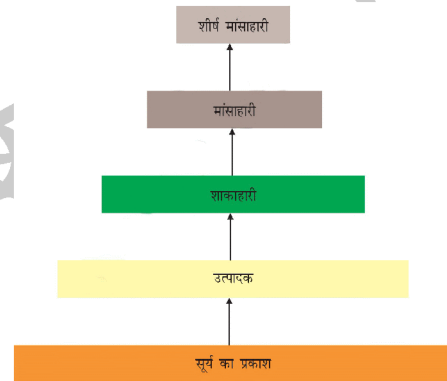 शीर्ष मांसाहारी
मांसाहारी
शाकाहारी
उत्पादक
सूर्य का प्रकाश